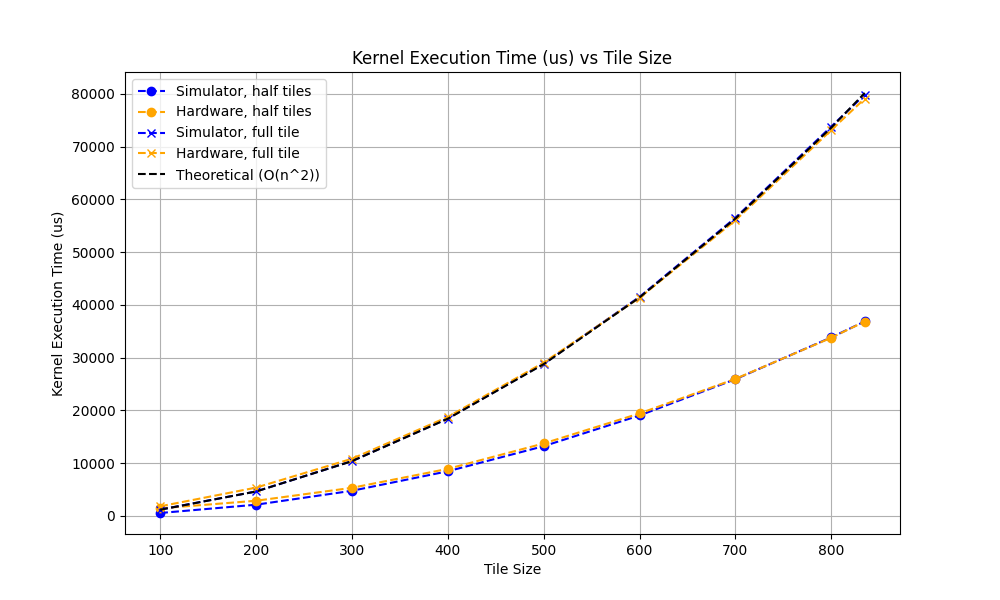 Kernel Execution Time (us) vs Tile Size
Simulator, half tiles
Hardware, half tiles
Simulator, full tile
Hardware, full tile
Theoretical (O(n^2))
Kernel Execution Time (us)
80000
70000
60000
50000
40000
30000
20000
10000
0
100 200 300 400 500 600 700 800
Tile Size